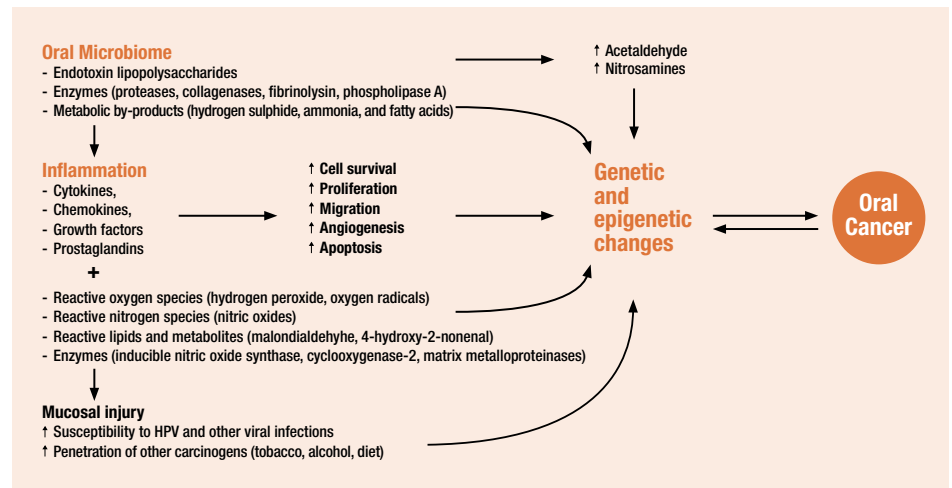 Oral Microbiome
- Endotoxin lipopolysaccharides
- Enzymes (proteases, collagenases, fibrinolysin, phospholipase A)
- Metabolic by-products (hydrogen sulphide, ammonia, and fatty acids)
↑ Acetaldehyde
↑ Nitrosamines
Inflammation
- Cytokines,
- Chemokines,
- Growth factors
- Prostaglandins
+
- Reactive oxygen species (hydrogen peroxide, oxygen radicals)
- Reactive nitrogen species (nitric oxides)
- Reactive lipids and metabolites (malondialdehyhe, 4-hydroxy-2-nonenal)
- Enzymes (inducible nitric oxide synthase, cyclooxygenase-2, matrix metalloproteinases)
↑ Cell survival
↑ Proliferation
↑ Migration
↑ Angiogenesis
↑ Apoptosis
Genetic
and
epigenetic
changes
Oral
Cancer
Mucosal injury
↑ Susceptibility to HPV and other viral infections
↑ Penetration of other carcinogens (tobacco, alcohol, diet)